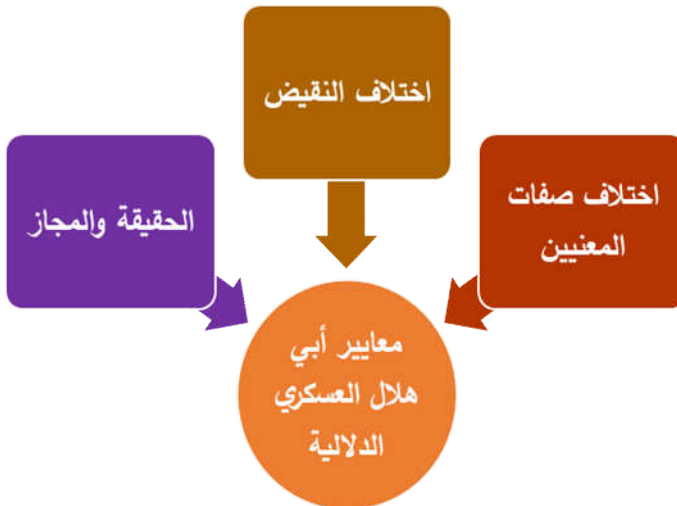 اختلاف النقيض
اختلاف صفات
المعنيين
الحقيقة والمجاز
معايير أبي
هلال العسكري
الدلالية